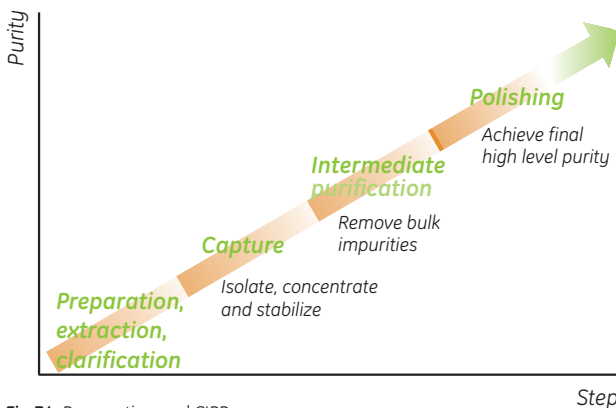 Purity
Polishing
Achieve final
high level purity
Intermediate
purification
Remove bulk
impurities
Capture
Isolate, concentrate
and stabilize
Preparation,
extraction,
clarification
Step